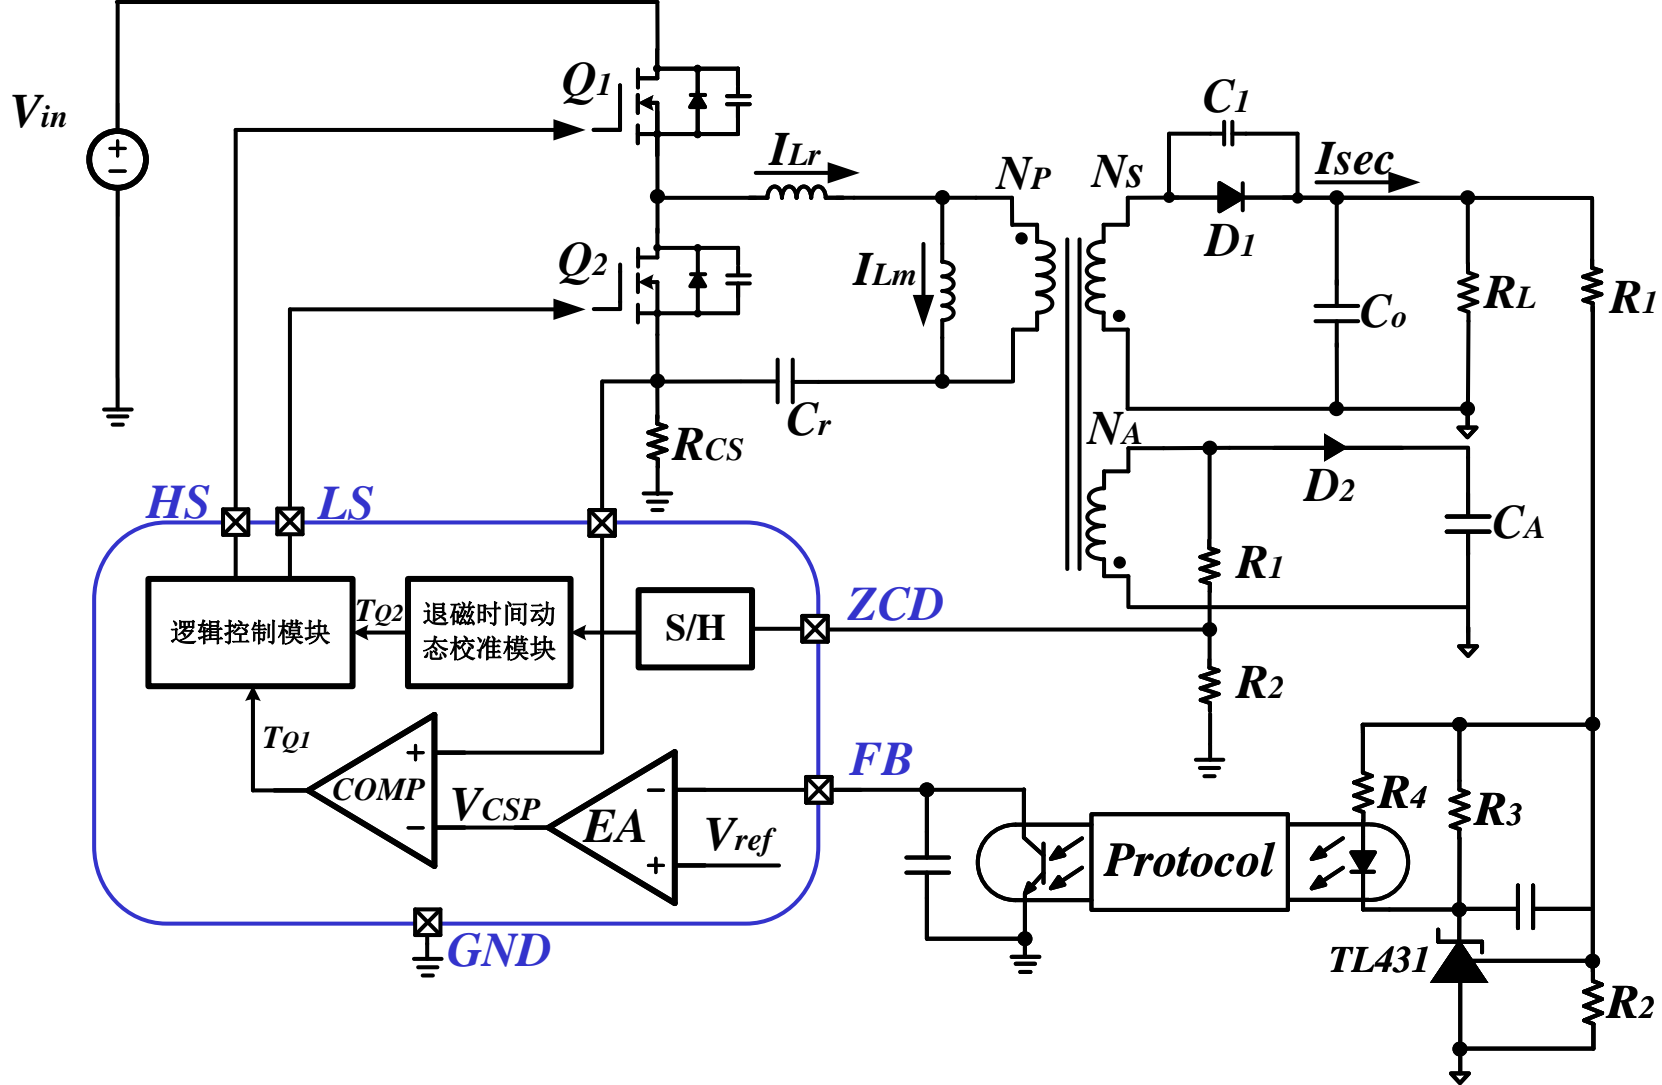 Vin
Q1
Q2
ILr
ILm
NP
NS
C1
D1
Isec
Co
RL
R1
Cr
RCS
NA
D2
CA
R1
R2
HS
LS
ZCD
逻辑控制模块
TQ2
退磁时间动
态校准模块
S/H
TQ1
COMP
+
−
VCSP
EA
−
+
Vref
FB
GND
Protocol
R4
R3
TL431
R2